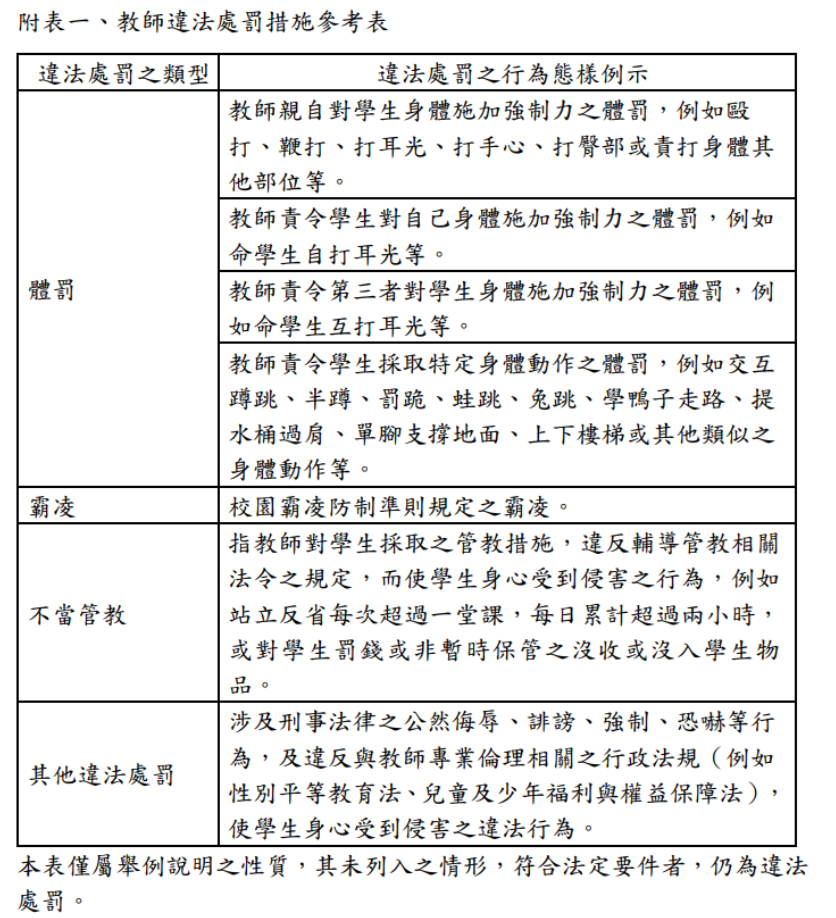 附表一、教師違法處罰措施參考表
違法處罰之類型
違法處罰之行為態樣例示
體罰
教師親自對學生身體施加強制力之體罰，例如毆
打、鞭打、打耳光、打手心、打臀部或責打身體其
他部位等。
教師責令學生對自己身體施加強制力之體罰，例如
命學生自打耳光等。
教師責令第三者對學生身體施加強制力之體罰，例
如命學生互打耳光等。
教師責令學生採取特定身體動作之體罰，例如交互
蹲跳、半蹲、罰跪、蛙跳、兔跳、學鴨子走路、提
水桶過肩、單腳支撐地面、上下樓梯或其他類似之
身體動作等。
霸凌
校園霸凌防制準則規定之霸凌。
不當管教
指教師對學生採取之管教措施，違反輔導管教相關
法令之規定，而使學生身心受到侵害之行為，例如
站立反省每次超過一堂課，每日累計超過兩小時，
或對學生罰錢或非暫時保管之沒收或沒入學生物
品。
其他違法處罰
涉及刑事法律之公然侮辱、誹謗、強制、恐嚇等行
為，及違反與教師專業倫理相關之行政法規（例如
性別平等教育法、兒童及少年福利與權益保障法），
使學生身心受到侵害之違法行為。
本表僅屬舉例說明之性質，其未列入之情形，符合法定要件者，仍為違法
處罰。